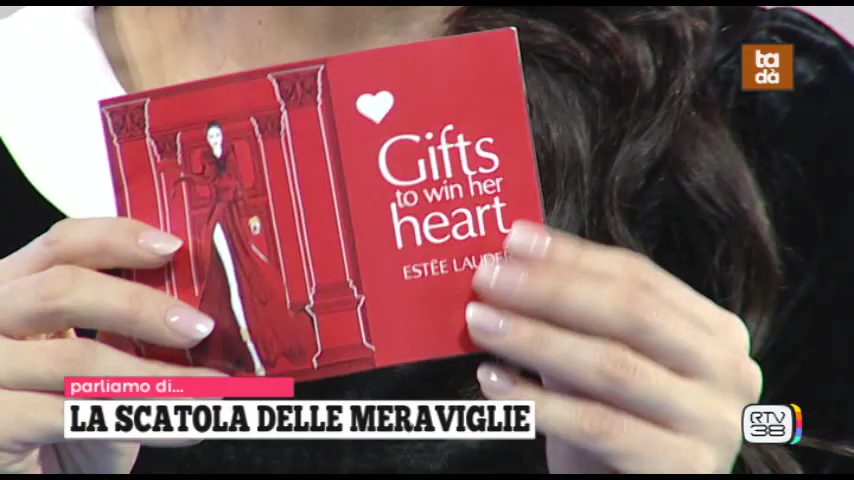 ta
dà
Gifts
to win her
heart
ESTĒE LAUDER
parliamo di...
LA SCATOLA DELLE MERAVIGLIE
RTV
38